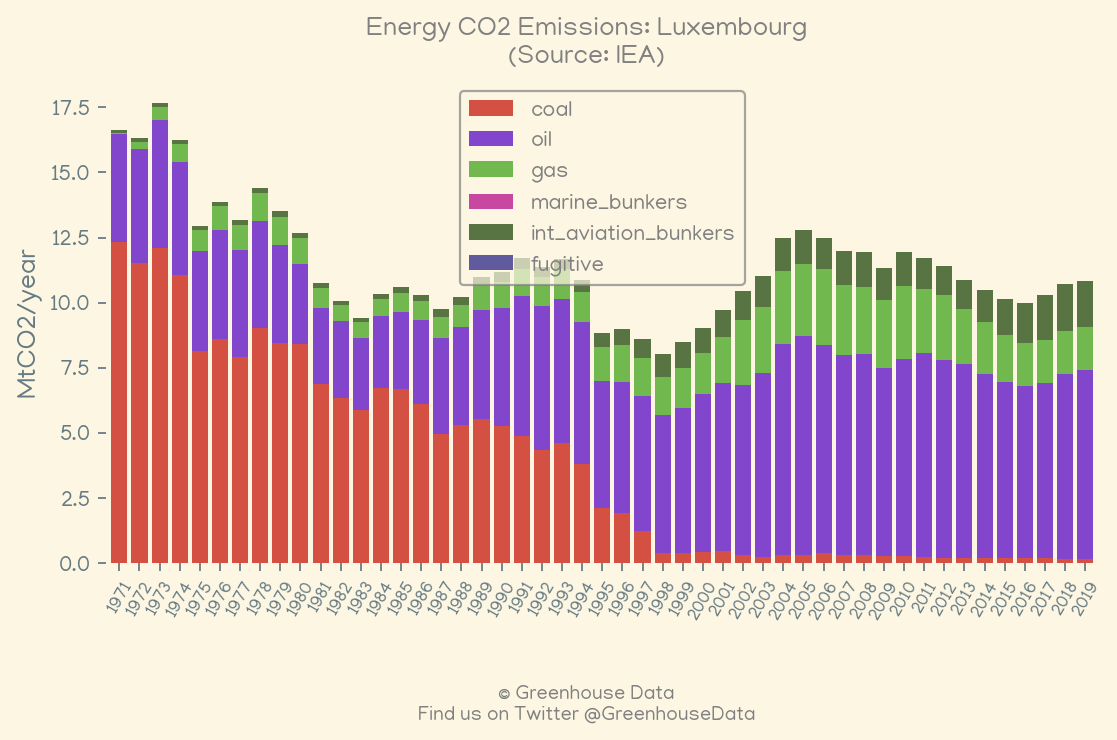 Energy CO2 Emissions: Luxembourg
(Source: IEA)
MtCO2/year
17.5
15.0
12.5
10.0
7.5
5.0
2.5
0.0
coal
oil
gas
marine_bunkers
int_aviation_bunkers
fugitive
1971 1972 1973 1974 1975 1976 1977 1978 1979 1980 1981 1982 1983 1984 1985 1986 1987 1988 1989 1990 1991 1992 1993 1994 1995 1996 1997 1998 1999 2000 2001 2002 2003 2004 2005 2006 2007 2008 2009 2010 2011 2012 2013 2014 2015 2016 2017 2018 2019
© Greenhouse Data
Find us on Twitter @GreenhouseData